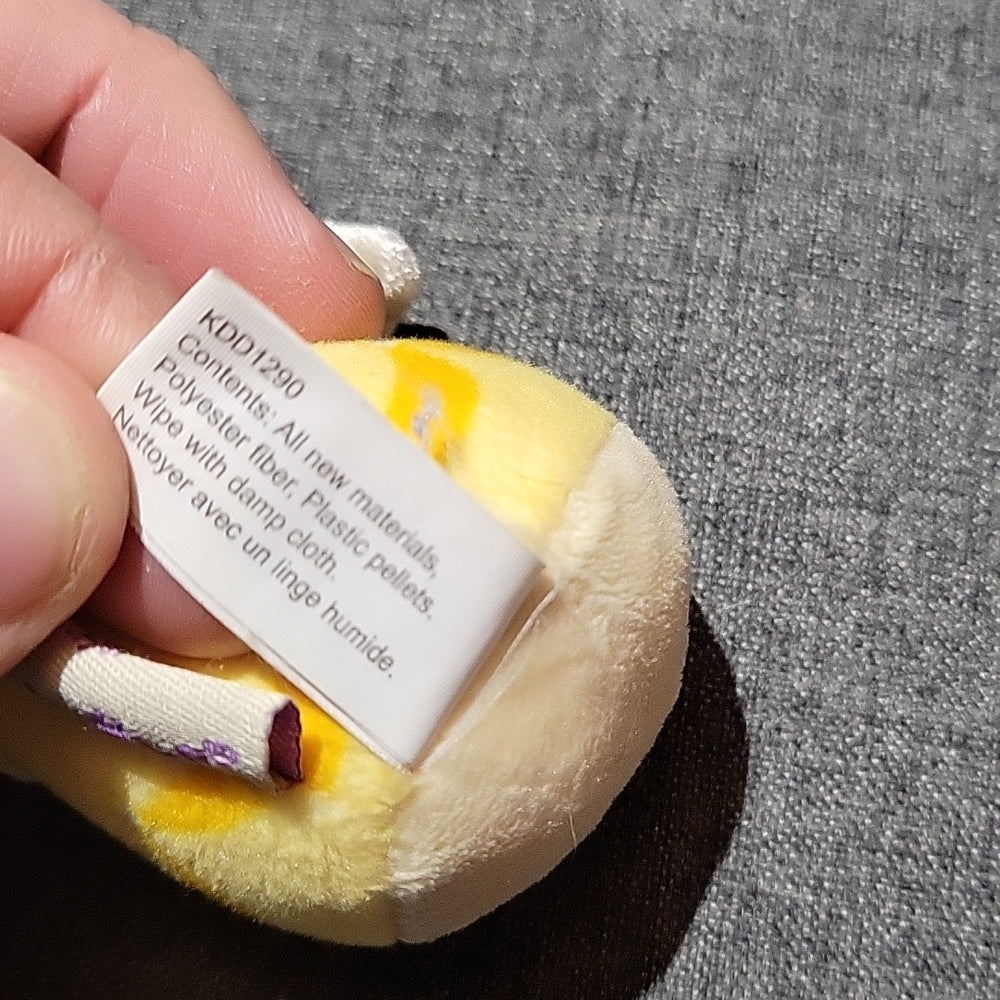 KDD1290
Contents: All new materials,
Polyester fiber, Plastic pellets.
Wipe with damp cloth.
Nettoyer avec un linge humide.